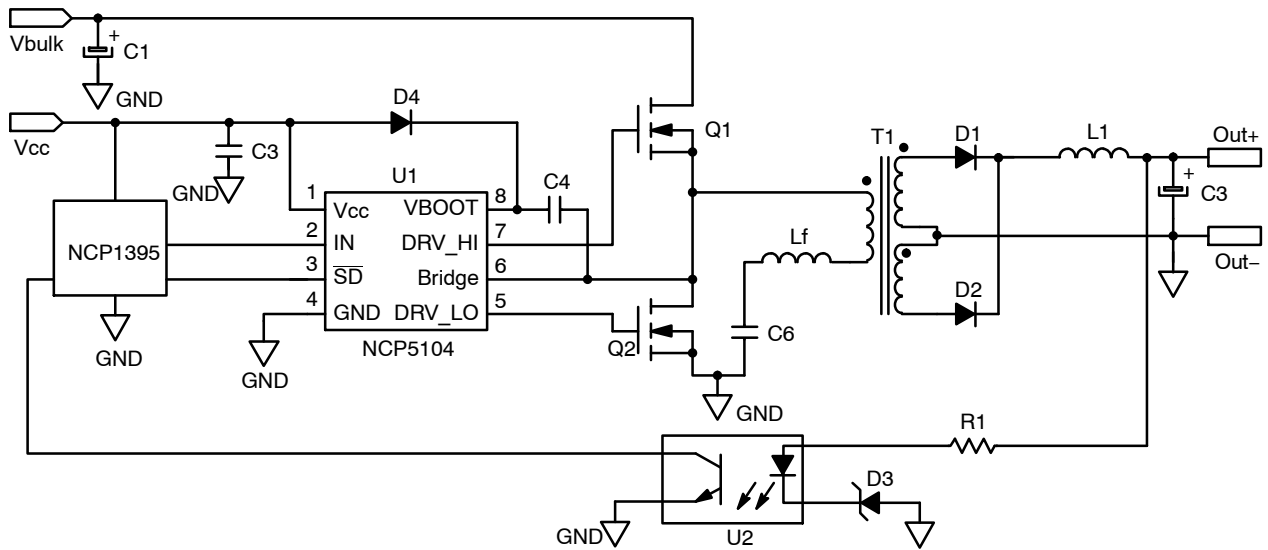 Vbulk
+
C1
GND
Vcc
C3
GND
D4
U1
C4
Q1
1
Vcc
VBOOT
8
2
IN
DRV_HI
7
3
SD
Bridge
6
4
GND
DRV_LO
5
NCP1395
GND
GND
NCP5104
Q2
Lf
C6
GND
T1
D1
D2
L1
Out+
+
C3
Out−
R1
D3
GND
U2